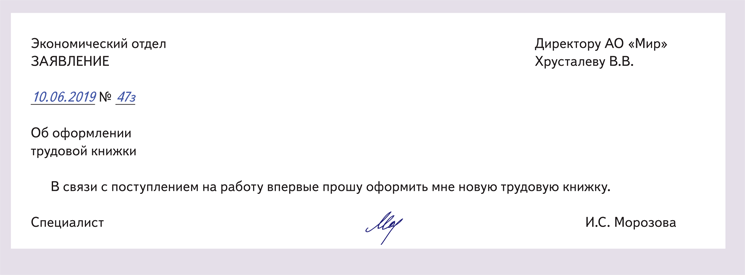 Экономический отдел
ЗАЯВЛЕНИЕ
Директору АО «Мир»
Хрусталеву В.В.
10.06.2019 № 47з
Об оформлении
трудовой книжки
В связи с поступлением на работу впервые прошу оформить мне новую трудовую книжку.
Специалист И.С. Морозова